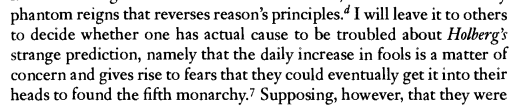 phantom reigns that reverses reason's principles.d I will leave it to others
to decide whether one has actual cause to be troubled about Holberg's
strange prediction, namely that the daily increase in fools is a matter of
concern and gives rise to fears that they could eventually get it into their
heads to found the fifth monarchy.7 Supposing, however, that they were